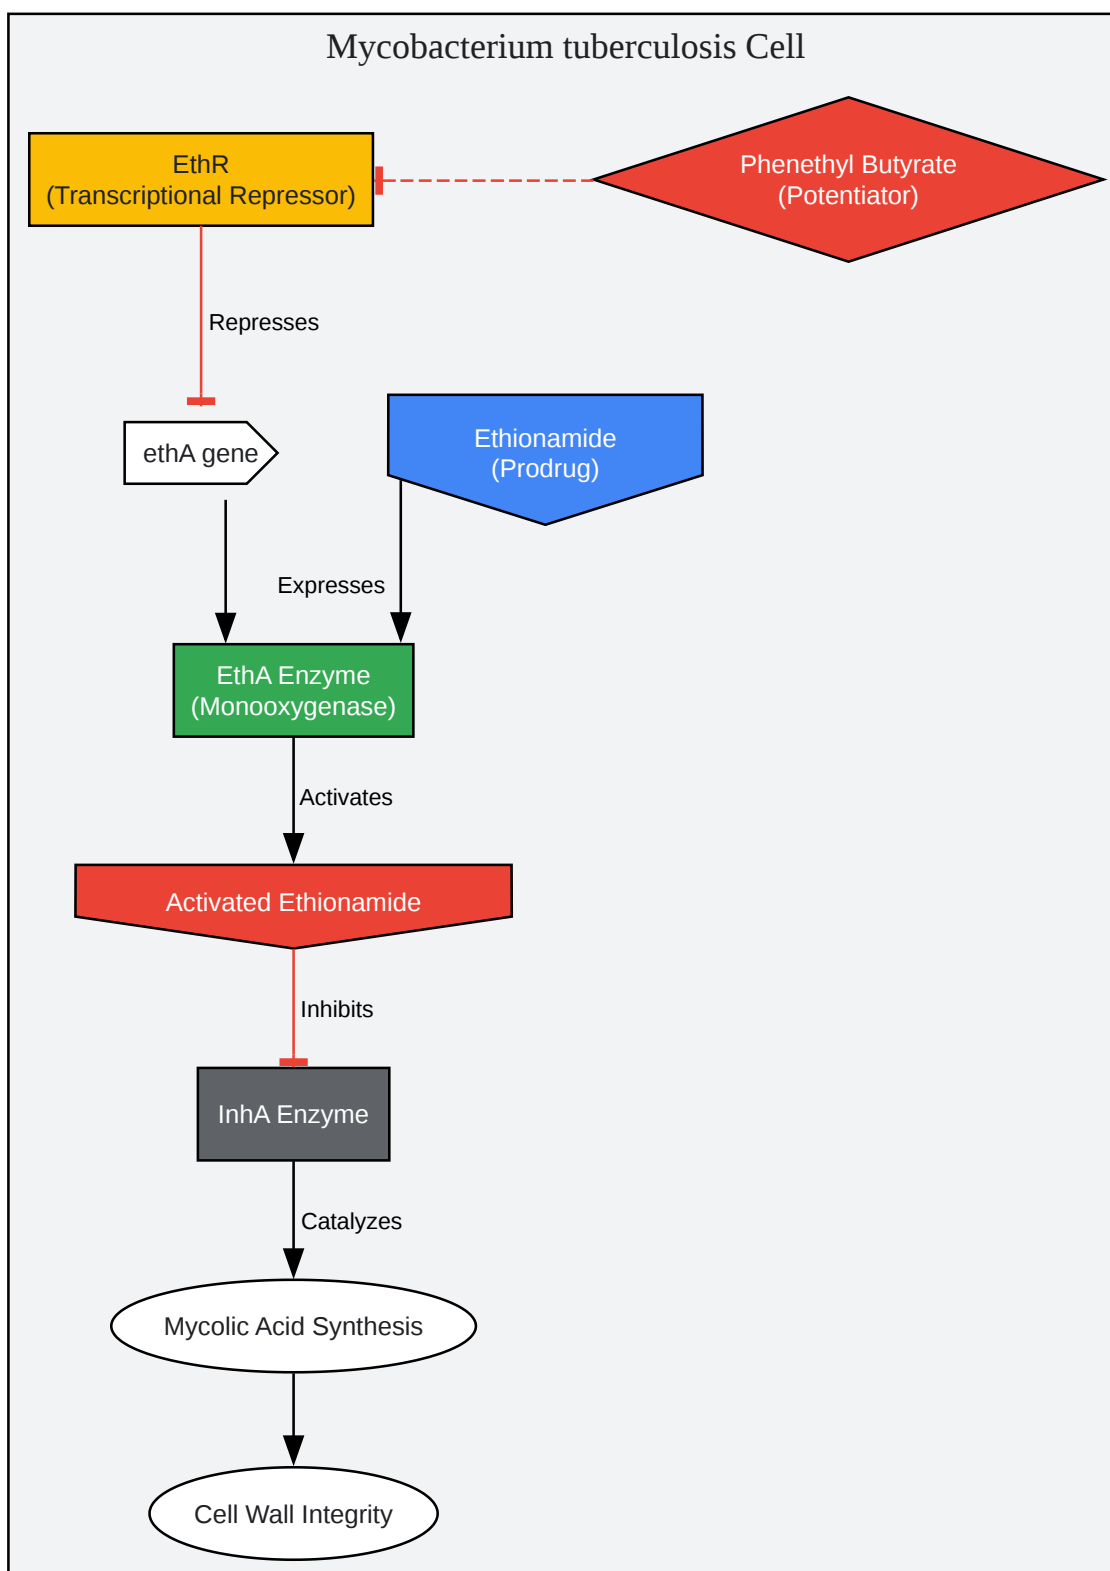 Mycobacterium tuberculosis Cell
EthR
(Transcriptional Repressor)
Phenethyl Butyrate
(Potentiator)
Represses
ethA gene
Ethionamide
(Prodrug)
Expresses
EthA Enzyme
(Monooxygenase)
Activates
Activated Ethionamide
Inhibits
InhA Enzyme
Catalyzes
Mycolic Acid Synthesis
Cell Wall Integrity